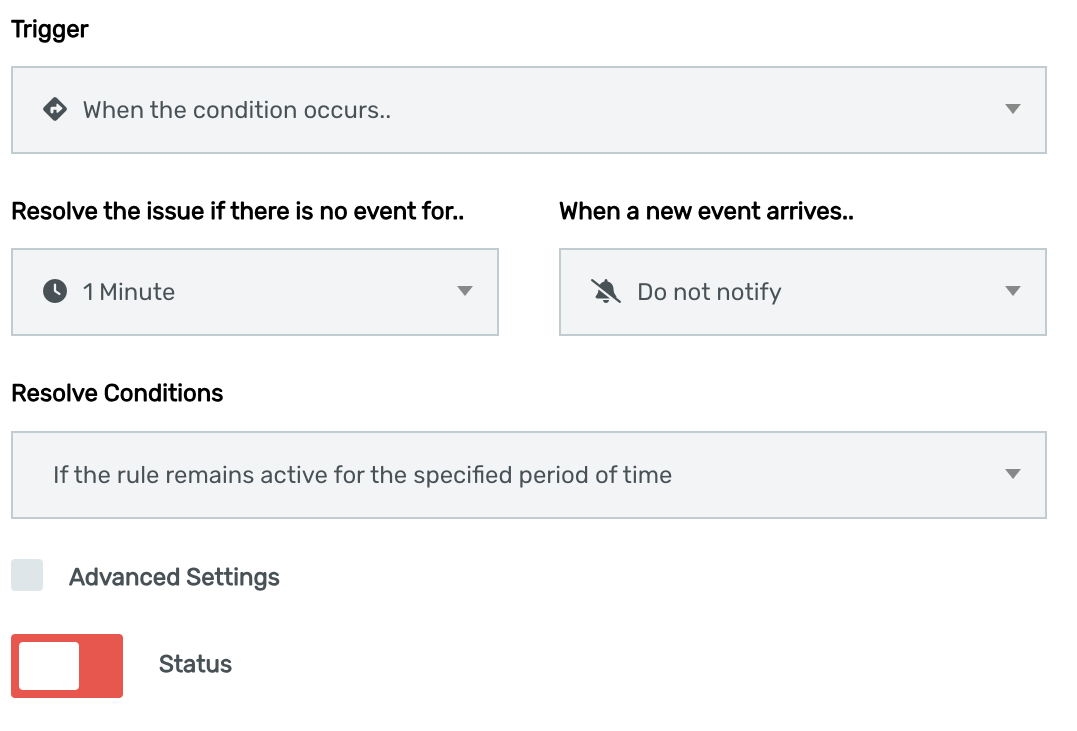 Trigger
When the condition occurs..
Resolve the issue if there is no event for..
When a new event arrives..
1 Minute
Do not notify
Resolve Conditions
If the rule remains active for the specified period of time
Advanced Settings
Status